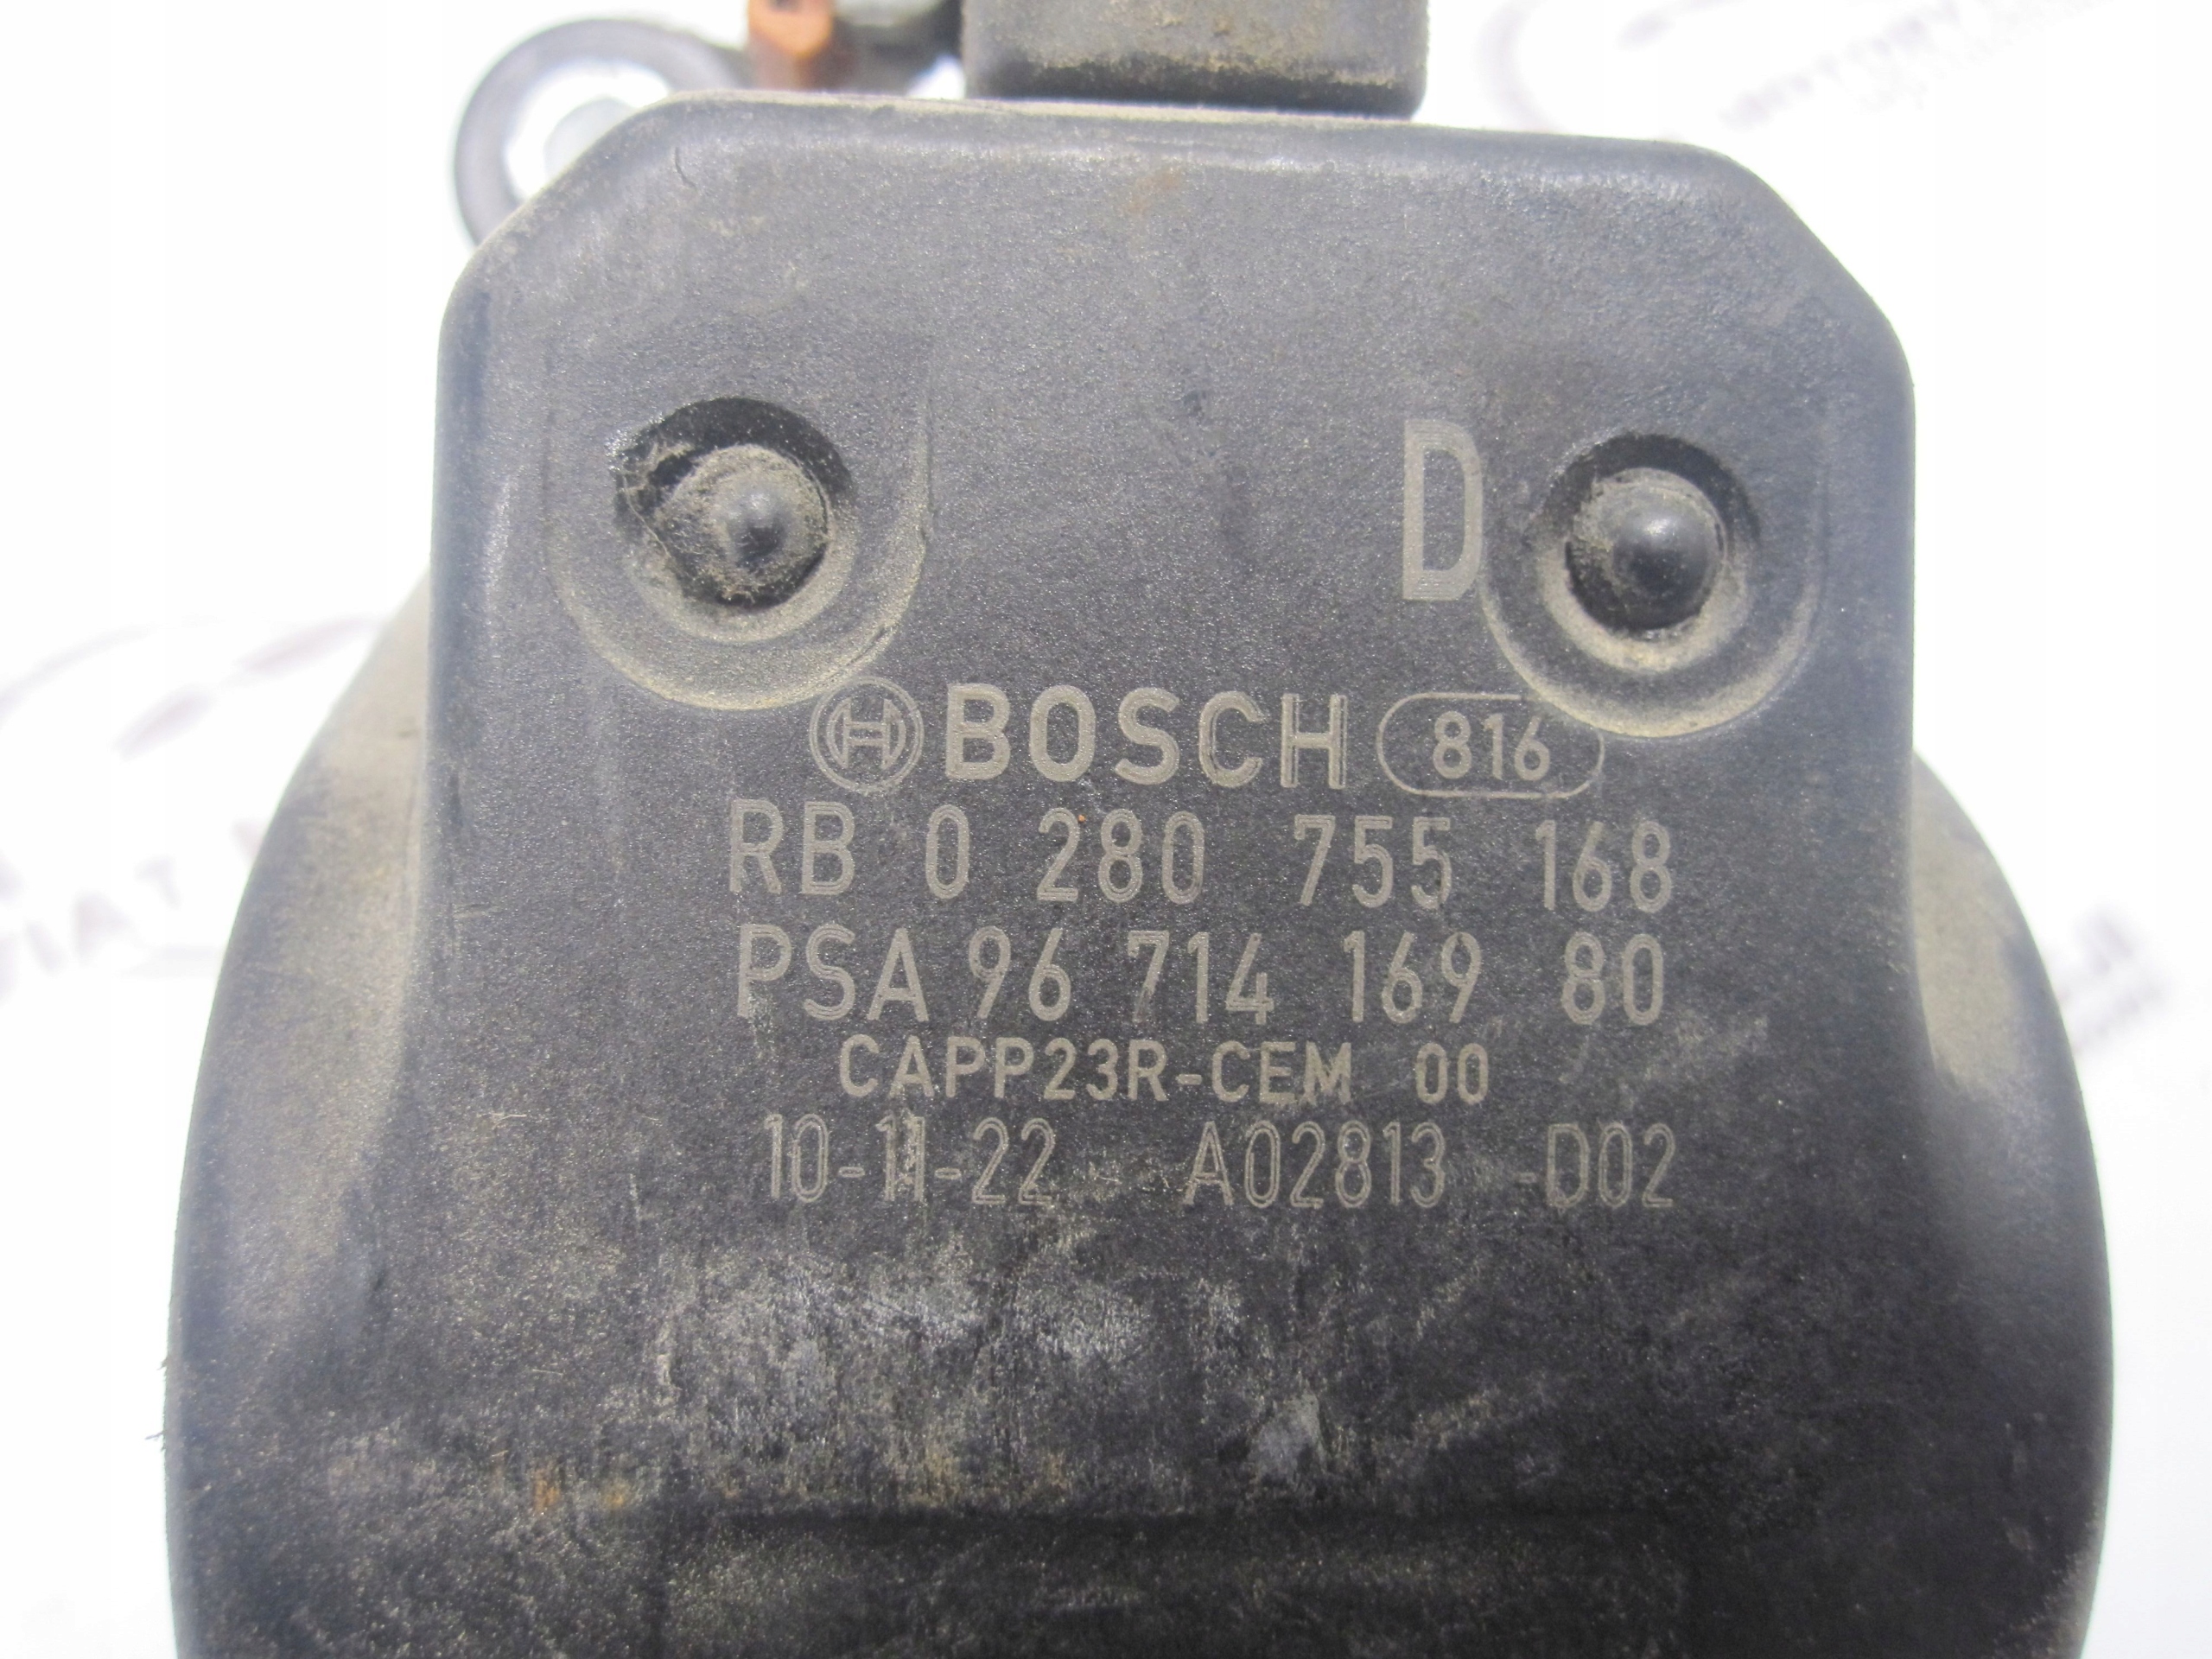 D
BOSCH 816
RB 0 280 755 168
PSA 96 714 169 80
CAPP23R-CEM 00
10-11-22 A02813 -D02